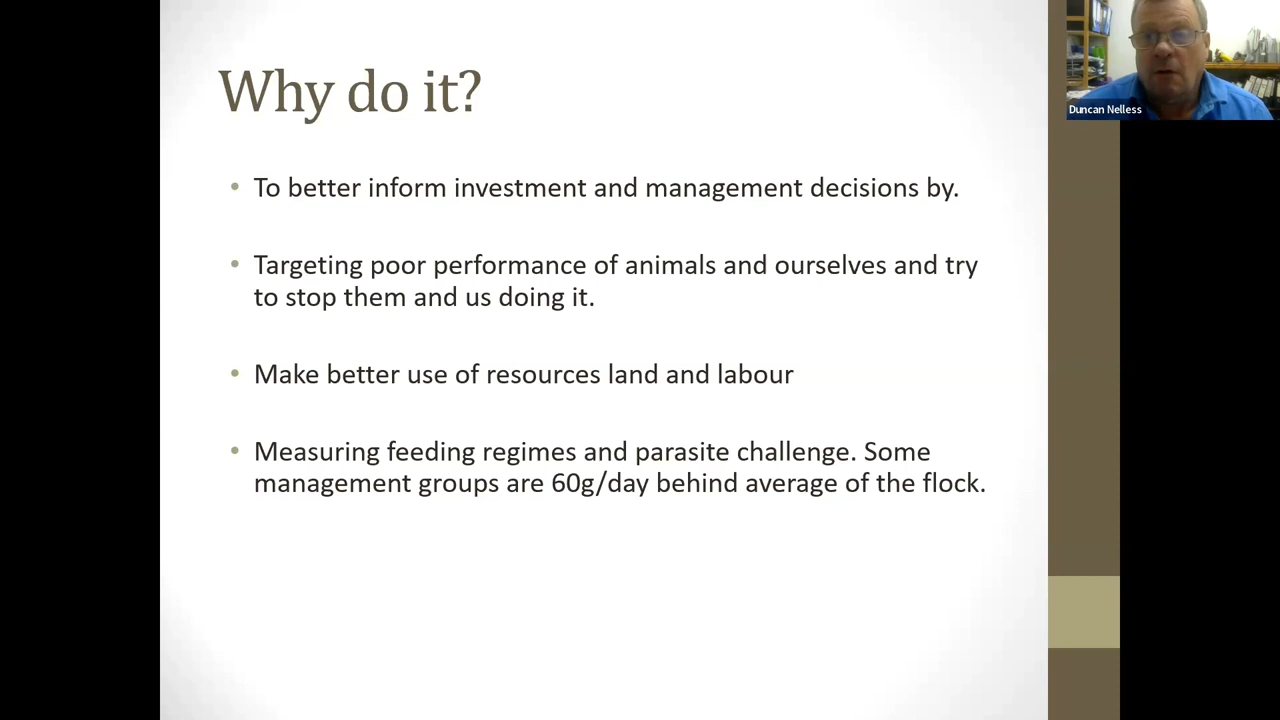 Why do it?
Duncan Nelless
• To better inform investment and management decisions by.
• Targeting poor performance of animals and ourselves and try
to stop them and us doing it.
• Make better use of resources land and labour
• Measuring feeding regimes and parasite challenge. Some
management groups are 60g/day behind average of the flock.